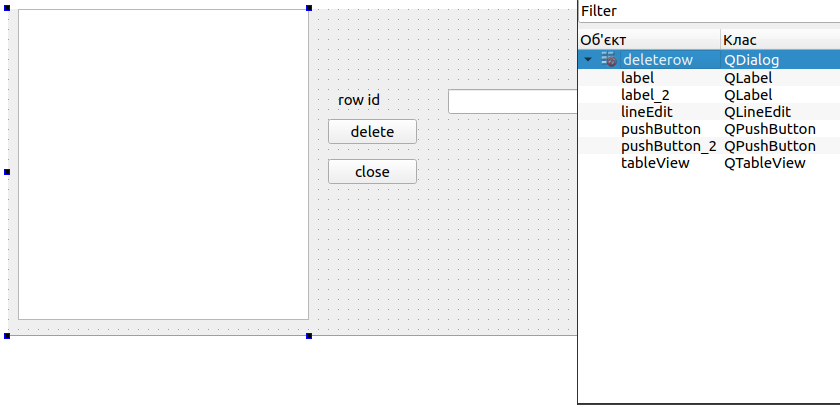 Filter
Об'єкт Клас
deleterow QDialog
label QLabel
label_2 QLabel
lineEdit QLineEdit
pushButton QPushButton
pushButton_2 QPushButton
tableView QTableView
row id
delete
close